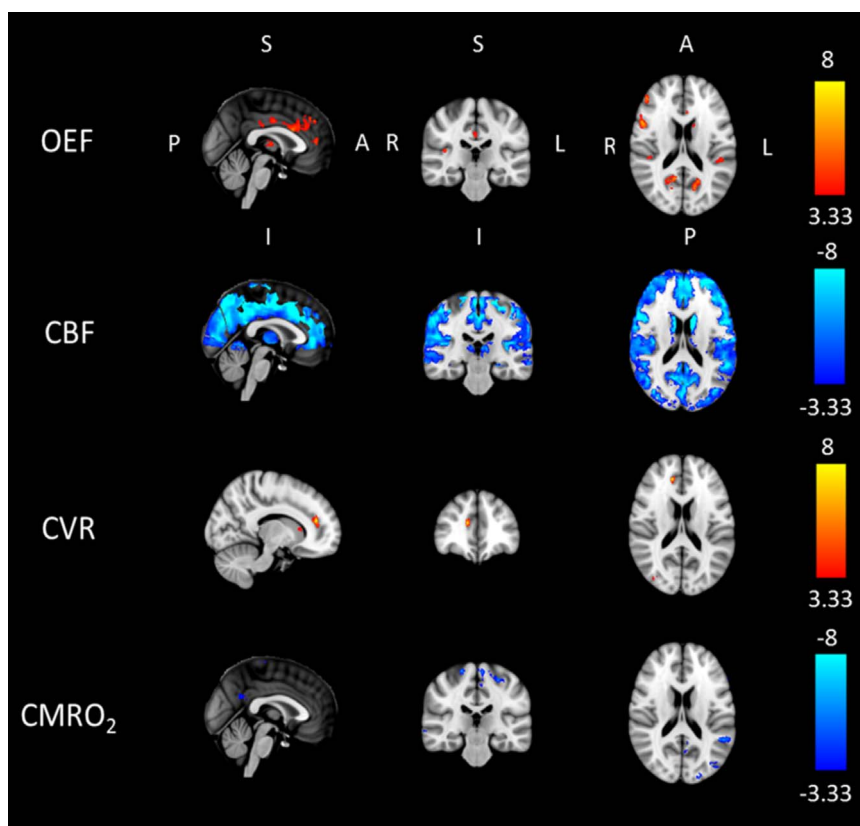 S S A
8
OEF P A R L R L
3.33
I I P
-8
CBF
-3.33
8
CVR
3.33
-8
CMRO₂
-3.33